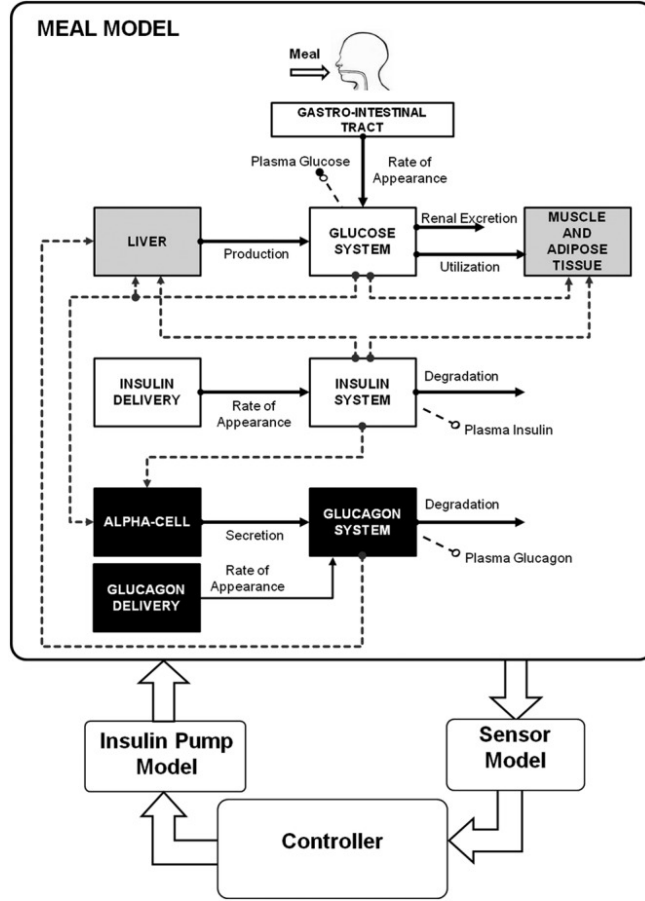 MEAL MODEL
Meal
GASTRO-INTESTINAL
TRACT
Plasma Glucose
Rate of
Appearance
LIVER
Production
GLUCOSE
SYSTEM
Renal Excretion
Utilization
MUSCLE
AND
ADIPOSE
TISSUE
INSULIN
DELIVERY
Rate of
Appearance
INSULIN
SYSTEM
Degradation
Plasma Insulin
ALPHA-CELL
Secretion
GLUCAGON
SYSTEM
Degradation
Plasma Glucagon
GLUCAGON
DELIVERY
Rate of
Appearance
Insulin Pump
Model
Sensor
Model
Controller